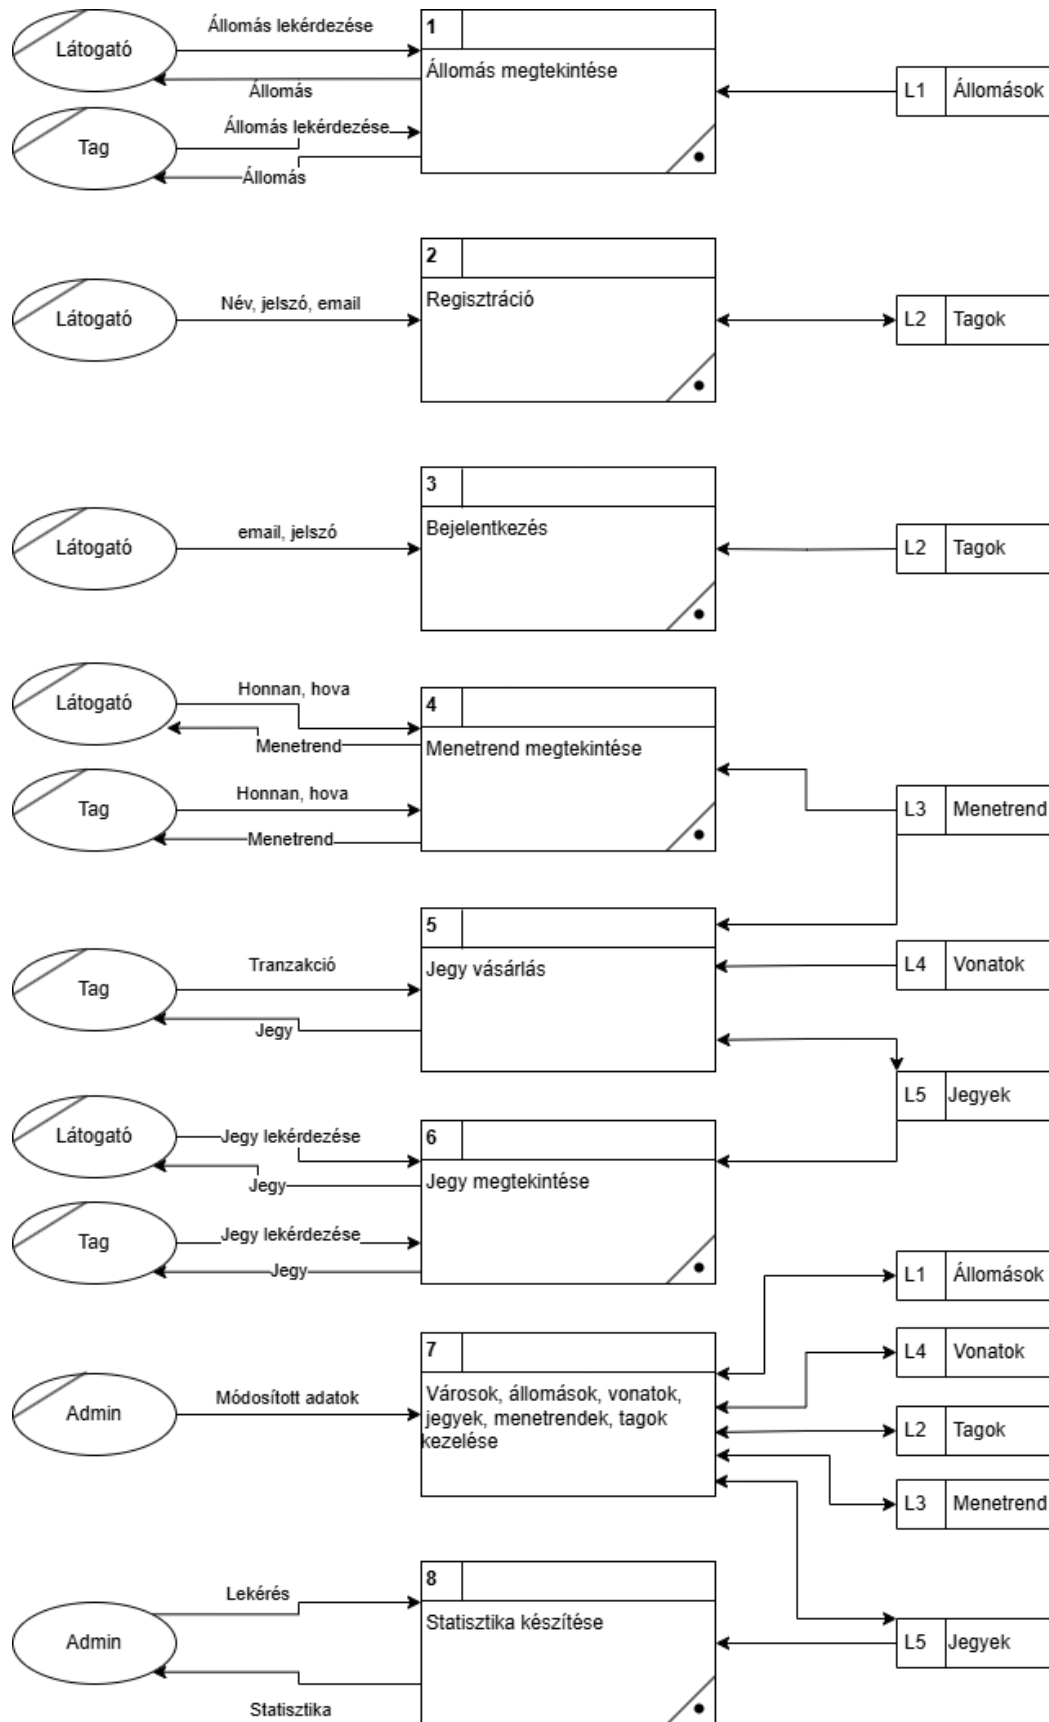 Látogató
Állomás lekérdezése
Állomás
1
Állomás megtekintése
L1 Állomások
Tag
Állomás lekérdezése
Állomás
2
Regisztráció
Látogató
Név, jelszó, email
L2 Tagok
3
Bejelentkezés
Látogató
email, jelszó
L2 Tagok
Látogató
Honnan, hova
Menetrend
4
Menetrend megtekintése
Tag
Honnan, hova
Menetrend
L3 Menetrend
5
Jegy vásárlás
Tag
Tranzakció
Jegy
L4 Vonatok
L5 Jegyek
Látogató
Jegy lekérdezése
Jegy
6
Jegy megtekintése
Tag
Jegy lekérdezése
Jegy
L1 Állomások
7
Városok, állomások, vonatok,
jegyek, menetrendek, tagok
kezelése
Admin
Módosított adatok
L4 Vonatok
L2 Tagok
L3 Menetrend
8
Statisztika készítése
Admin
Lekérés
Statisztika
L5 Jegyek